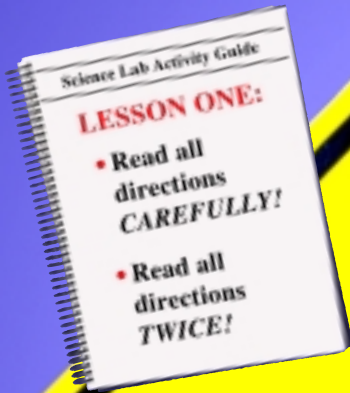 Science Lab Activity Guide
LESSON ONE:
• Read all
directions
CAREFULLY!
• Read all
directions
TWICE!